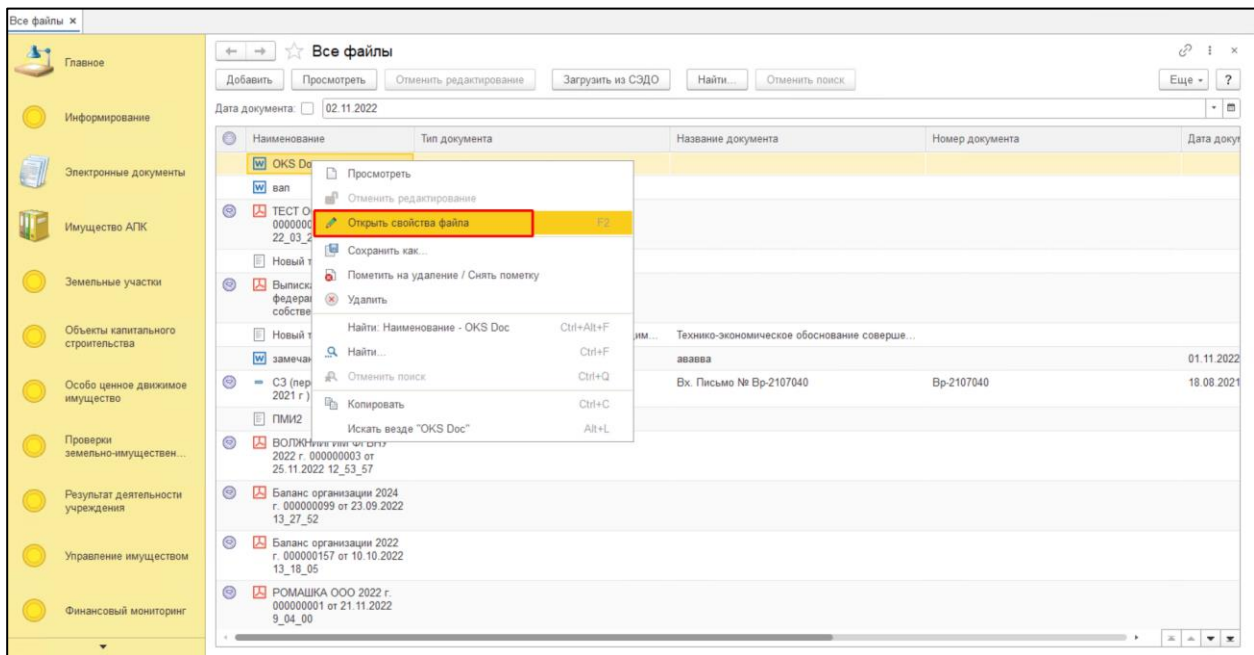 Все файлы ×
Главное
Информирование
Электронные документы
Имущество АПК
Земельные участки
Объекты капитального
строительства
Особо ценное движимое
имущество
Проверки
земельно-имуществен...
Результат деятельности
учреждения
Управление имуществом
Финансовый мониторинг
Все файлы
Добавить Просмотреть Отменить редактирование Загрузить из СЭДО Найти... Отменить поиск Еще ?
Дата документа: 02.11.2022
Наименование Тип документа Название документа Номер документа Дата докум
OKS Do
вап
ТЕСТ О
0000000
22_03_2
Новый т
Выписка
федера
собстве
Новый т им... Технико-экономическое обоснование соверше...
замечан авввва 01.11.2022
СЗ (пер Вх. Письмо № Вр-2107040 Вр-2107040 18.08.2021
2021 г )
ПМИ2
2022 г. 000000003 от
25.11.2022 12_53_57
Баланс организации 2024
г. 000000099 от 23.09.2022
13_27_52
Баланс организации 2022
г. 000000157 от 10.10.2022
13_18_05
РОМАШКА ООО 2022 г.
000000001 от 21.11.2022
9_04_00
Просмотреть
Отменить редактирование
Открыть свойства файла F2
Сохранить как...
Пометить на удаление / Снять пометку
Удалить
Найти: Наименование - OKS Doc Ctrl+Alt+F
Найти... Ctrl+F
Отменить поиск Ctrl+Q
Копировать Ctrl+C
Искать везде "OKS Doc" Alt+L